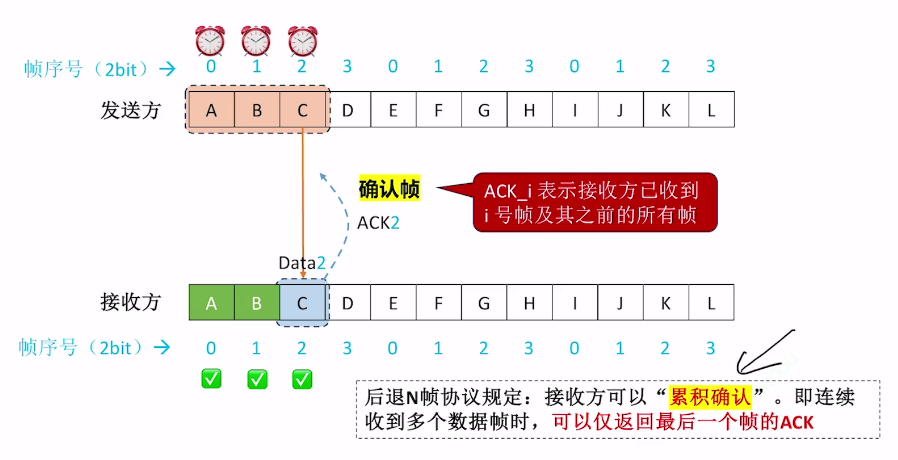 帧序号（2bit）→ 0 1 2 3 0 1 2 3 0 1 2 3
发送方 A B C D E F G H I J K L
确认帧
ACK2
ACK_i 表示接收方已收到
i 号帧及其之前的所有帧
Data2
接收方 A B C D E F G H I J K L
帧序号（2bit）→ 0 1 2 3 0 1 2 3 0 1 2 3
后退N帧协议规定：接收方可以“累积确认”。即连续
收到多个数据帧时，可以仅返回最后一个帧的ACK